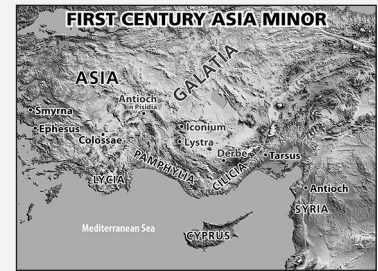 FIRST CENTURY ASIA MINOR
GALATIA
ASIA
Antioch
in Pisidia
Smyrna
Ephesus
Iconium
Colossae
Lystra
Derbe
Tarsus
PAMPHYLIA
LYCIA
CILICIA
Antioch
SYRIA
Mediterranean Sea
CYPRUS